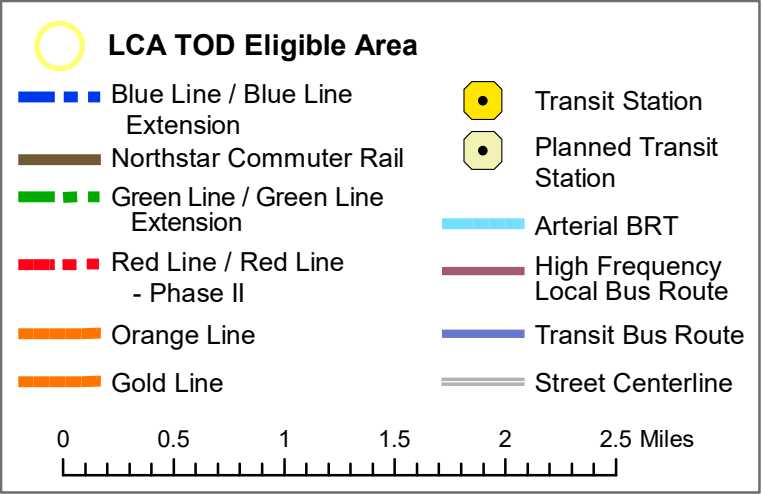 LCA TOD Eligible Area
Blue Line / Blue Line
Extension
Northstar Commuter Rail
Green Line / Green Line
Extension
Red Line / Red Line
- Phase II
Orange Line
Gold Line
Transit Station
Planned Transit
Station
Arterial BRT
High Frequency
Local Bus Route
Transit Bus Route
Street Centerline
0 0.5 1 1.5 2 2.5 Miles